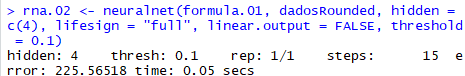 > rna.02 <- neuralnet(formula.01, dadosRounded, hidden =
c(4), lifesign = "full", linear.output = FALSE, threshold
= 0.1)
hidden: 4    thresh: 0.1    rep: 1/1    steps:      15  e
rror: 225.56518 time: 0.05 secs